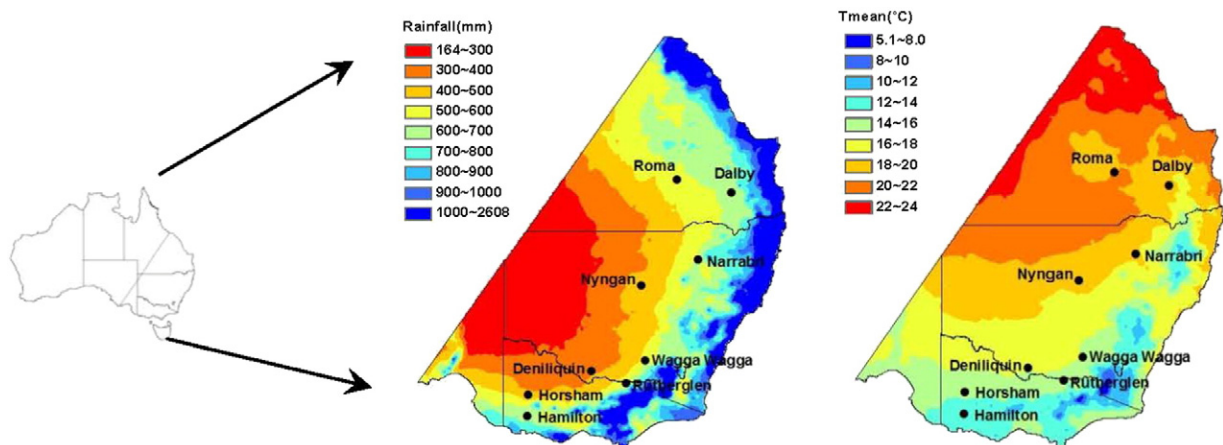 Rainfall(mm)
164~300
300~400
400~500
500~600
600~700
700~800
800~900
900~1000
1000~2608
Roma
Dalby
Narrabri
Nyngan
Wagga Wagga
Deniliquin
Rutberglen
Horsham
Hamilton
Tmean(°C)
5.1~8.0
8~10
10~12
12~14
14~16
16~18
18~20
20~22
22~24
Roma
Dalby
Narrabri
Nyngan
Wagga Wagga
Deniliquin
Rutberglen
Horsham
Hamilton